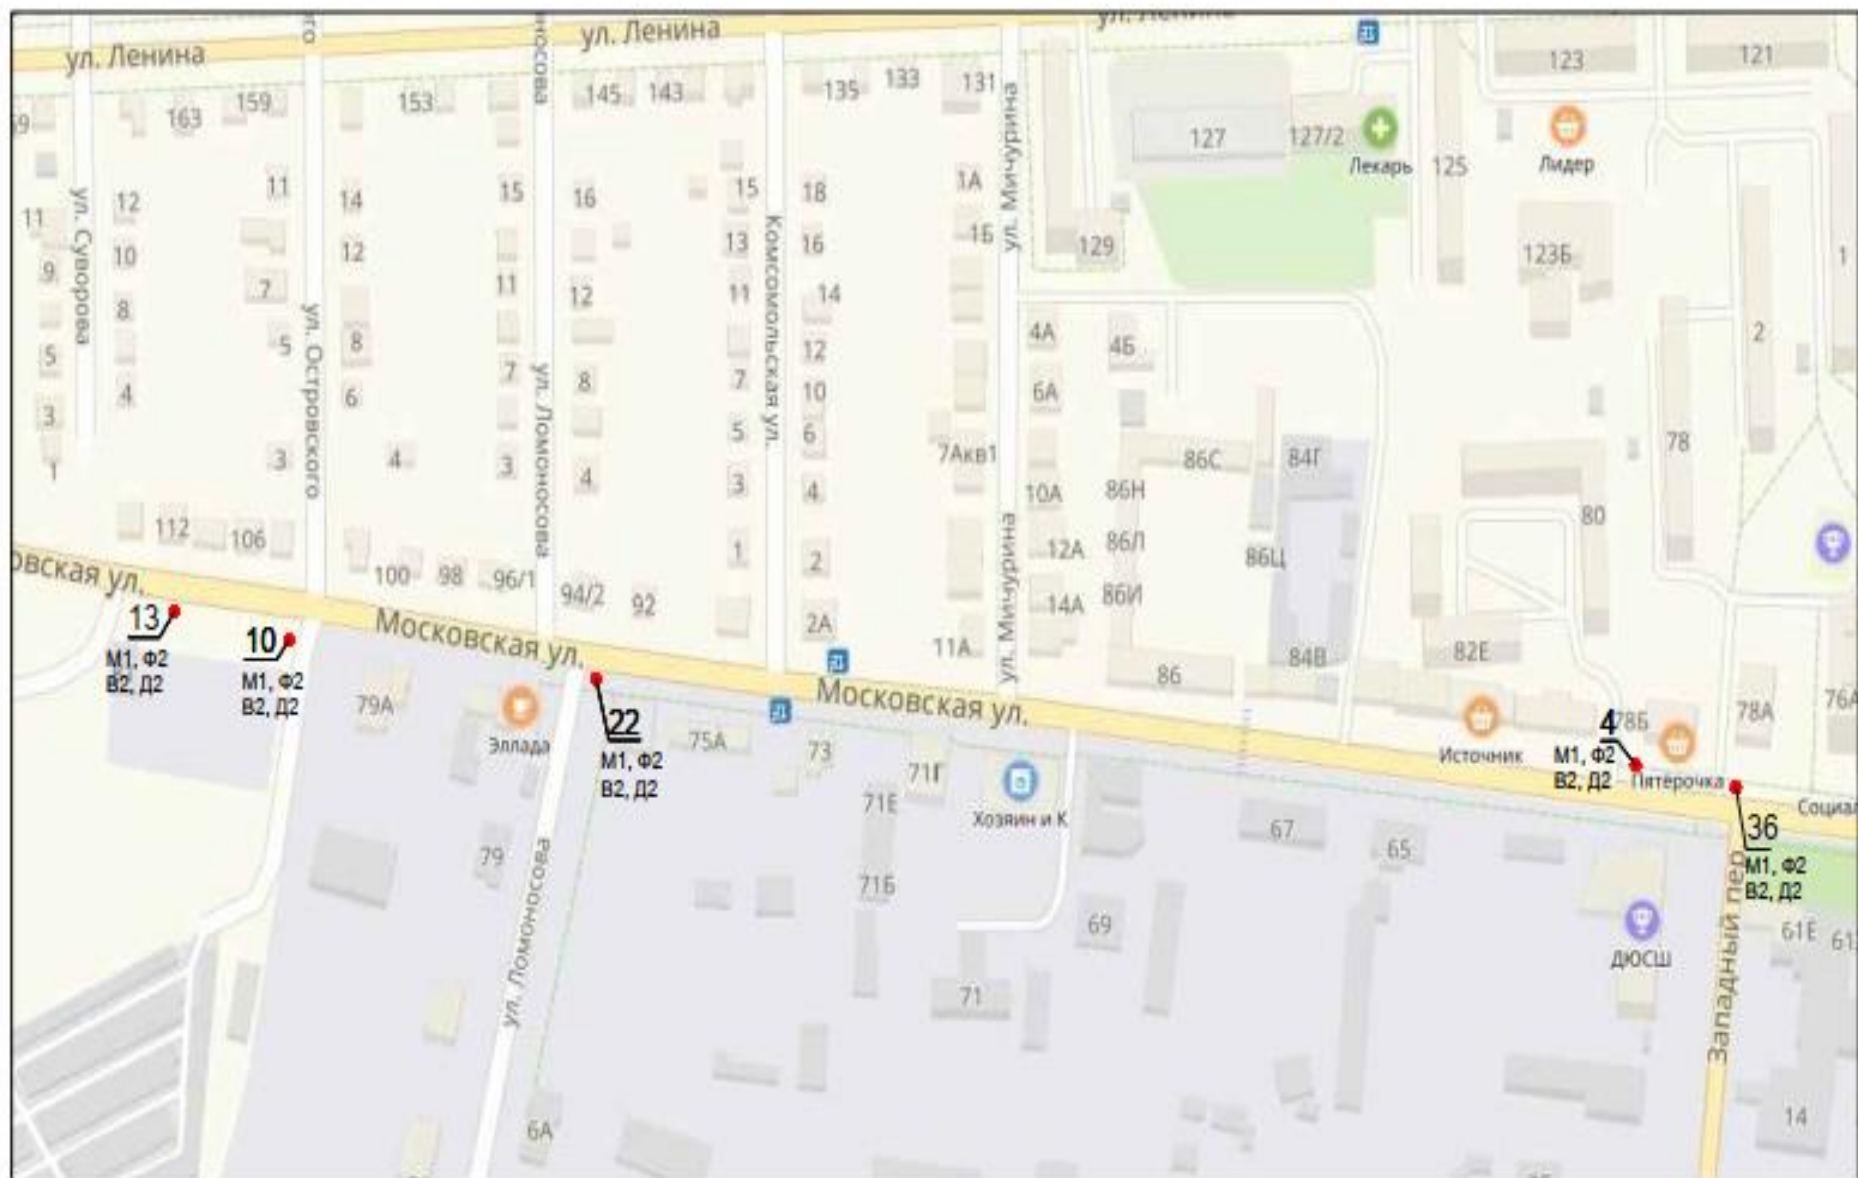 ул. Ленина
ул. Ленина
ул. Ленина
163
159
153
145
143
135
133
131
127
127/2
Лекарь
125
123
Лидер
121
129
123Б
ул. Суворова
11
9
5
3
1
12
10
8
4
11
7
5
3
ул. Островского
14
12
8
6
4
15
11
7
3
ул. Ломоносова
16
12
8
4
15
13
11
7
5
3
1
Комсомольская ул.
18
16
14
12
10
6
4
2
2А
1А
1Б
7Акв1
11А
ул. Мичурина
ул. Мичурина
4А
6А
10А
12А
14А
4Б
86С
86Н
86Л
86И
86
86Ц
84Г
84В
82Е
80
78
2
1
78Б
78А
76А
112
106
100
98
96/1
94/2
92
Московская ул.
Московская ул.
13
М1, Ф2
В2, Д2
10
М1, Ф2
В2, Д2
22
М1, Ф2
В2, Д2
4
М1, Ф2
В2, Д2
36
М1, Ф2
В2, Д2
79А
Эллада
79
75А
73
71Г
71Е
71Б
71
Хозяин и К
69
67
65
Источник
Пятёрочка
ДЮСШ
61Е
14
6А
ул. Ломоносова
Западный пер.